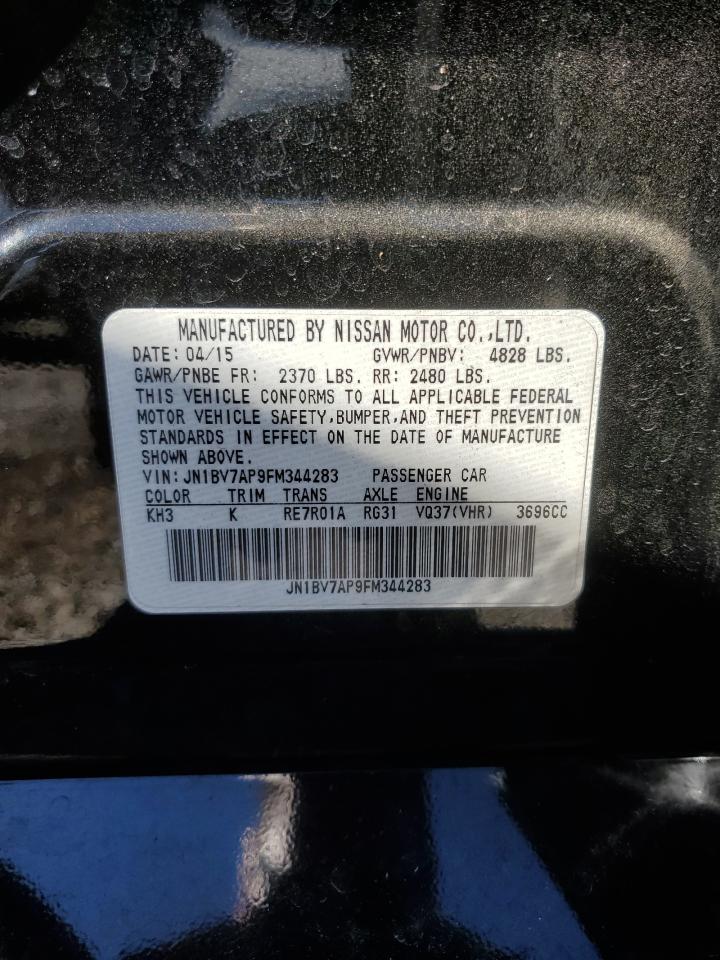 MANUFACTURED BY NISSAN MOTOR CO.,LTD.
DATE: 04/15 GVWR/PNBV: 4828 LBS.
GAWR/PNBE FR: 2370 LBS. RR: 2480 LBS.
THIS VEHICLE CONFORMS TO ALL APPLICABLE FEDERAL
MOTOR VEHICLE SAFETY,BUMPER,AND THEFT PREVENTION
STANDARDS IN EFFECT ON THE DATE OF MANUFACTURE
SHOWN ABOVE.
VIN: JN1BV7AP9FM344283 PASSENGER CAR
COLOR TRIM TRANS AXLE ENGINE
KH3 K RE7R01A RG31 VQ37(VHR) 3696CC
JN1BV7AP9FM344283